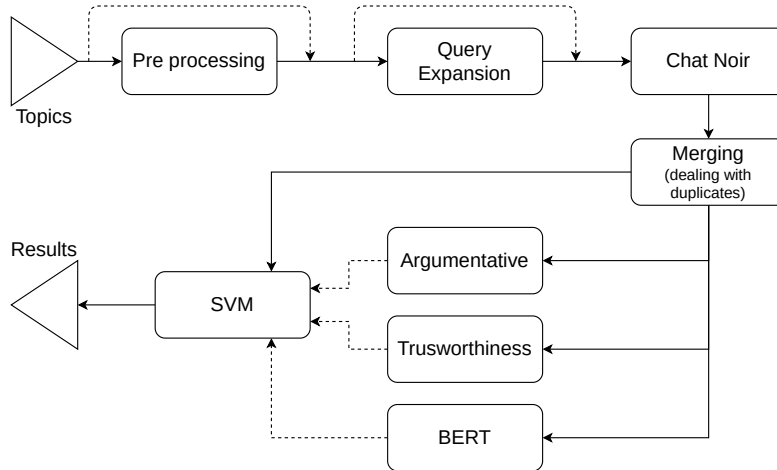 Topics
Pre processing
Query
Expansion
Chat Noir
Merging
(dealing with
duplicates)
Results
SVM
Argumentative
Trusworthiness
BERT